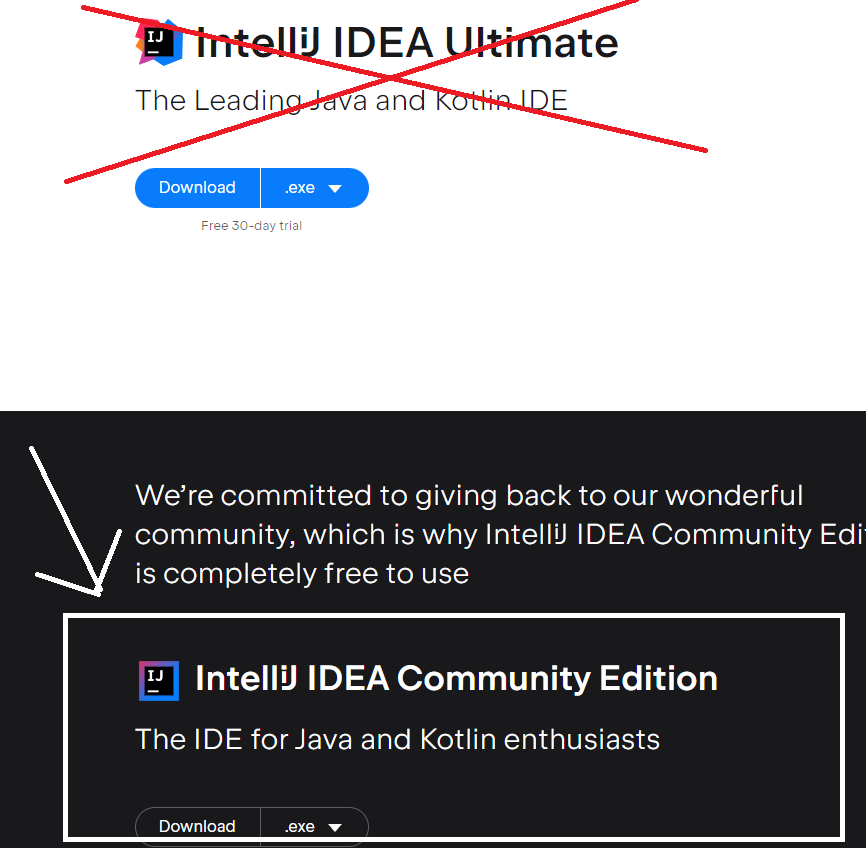 IJ
IntelliJ IDEA Ultimate
The Leading Java and Kotlin IDE
Download .exe
Free 30-day trial
We’re committed to giving back to our wonderful
community, which is why IntelliJ IDEA Community Edi
is completely free to use
IJ
IntelliJ IDEA Community Edition
The IDE for Java and Kotlin enthusiasts
Download .exe